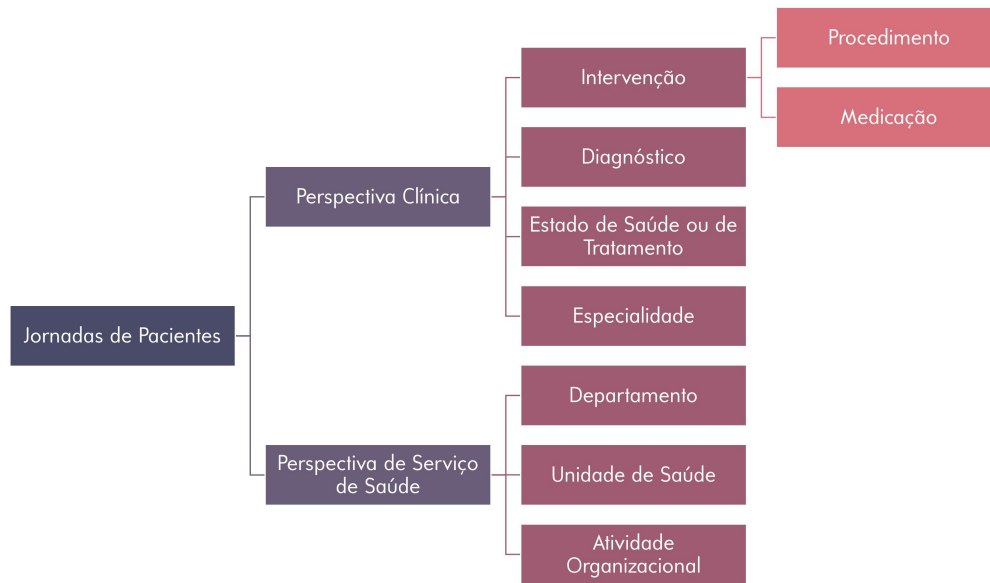 Jornadas de Pacientes
Perspectiva Clínica
Intervenção
Procedimento
Medicação
Diagnóstico
Estado de Saúde ou de
Tratamento
Especialidade
Perspectiva de Serviço
de Saúde
Departamento
Unidade de Saúde
Atividade
Organizacional